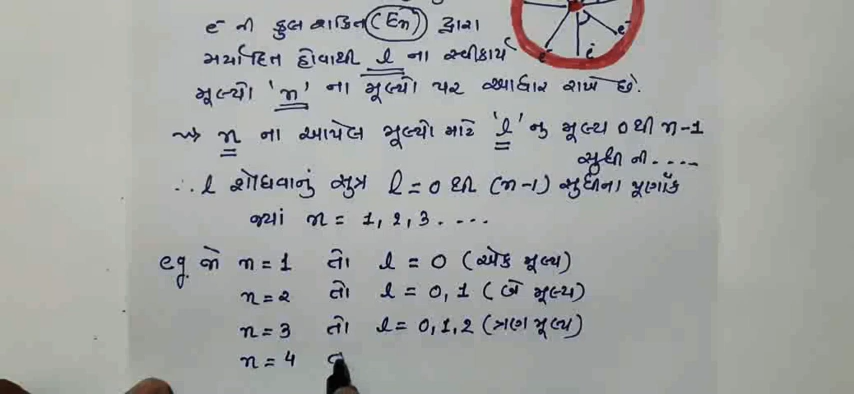 e⁻ ની કુલ શક્તિ (En) દ્વારા
મર્યાદિત હોવાથી l ના સ્વીકાર્ય
મૂલ્યો 'n' ના મૂલ્યો પર આધાર રાખે છે.
→ n ના આપેલ મૂલ્યો માટે 'l' નુ મૂલ્ય 0 થી n-1
સુધી ની ....
∴ l શોધવાનું સુત્ર l = 0 થી (n-1) સુધીના પૂર્ણાંક
જ્યાં n = 1, 2, 3 ....
eg. જો n = 1 તો l = 0 (એક મૂલ્ય)
n = 2 તો l = 0, 1 (બે મૂલ્ય)
n = 3 તો l = 0, 1, 2 (ત્રણ મૂલ્ય)
n = 4
e⁻ e⁻ e⁻